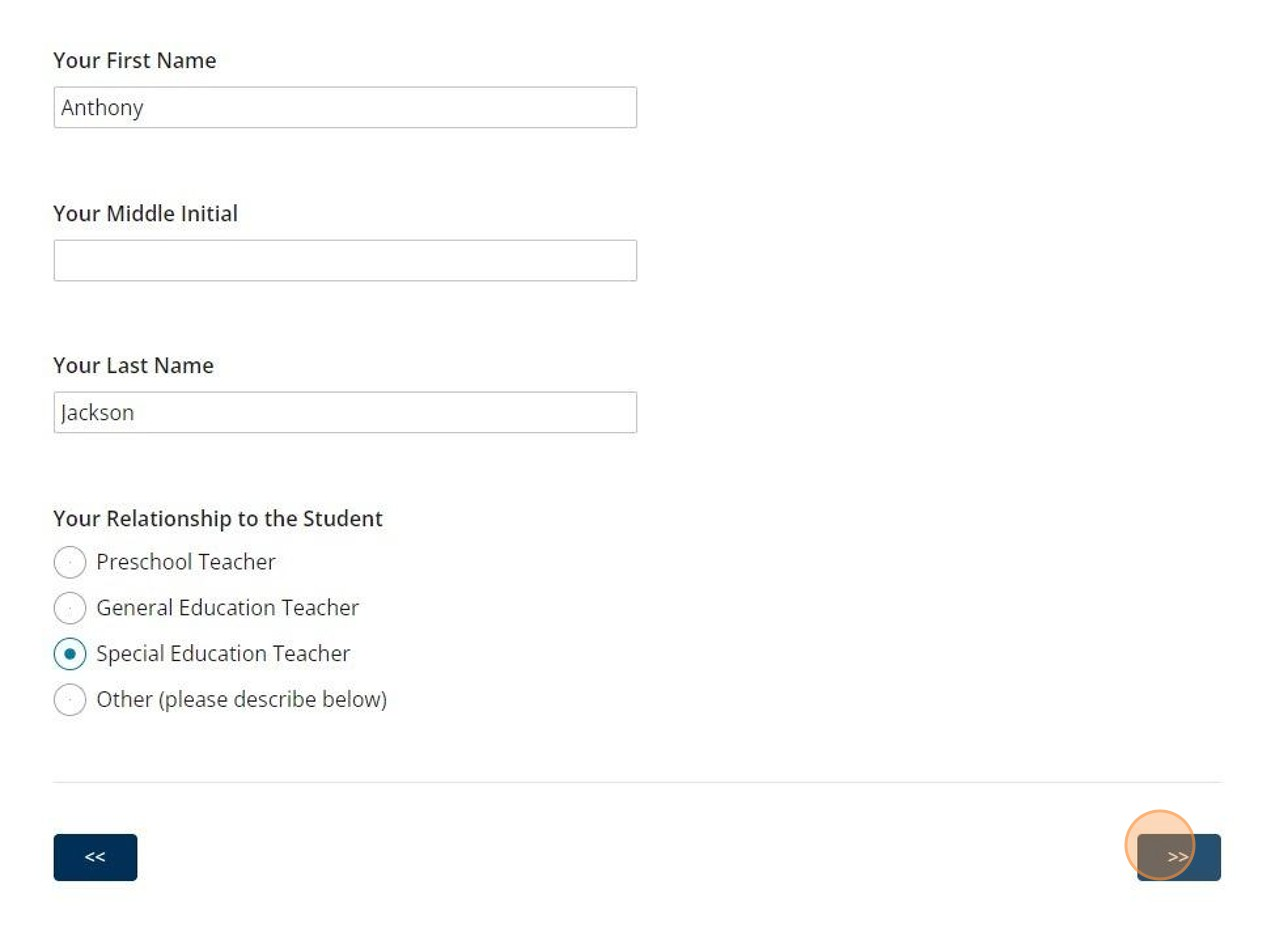 Your First Name
Anthony
Your Middle Initial
Your Last Name
Jackson
Your Relationship to the Student
Preschool Teacher
General Education Teacher
Special Education Teacher
Other (please describe below)
<< >>